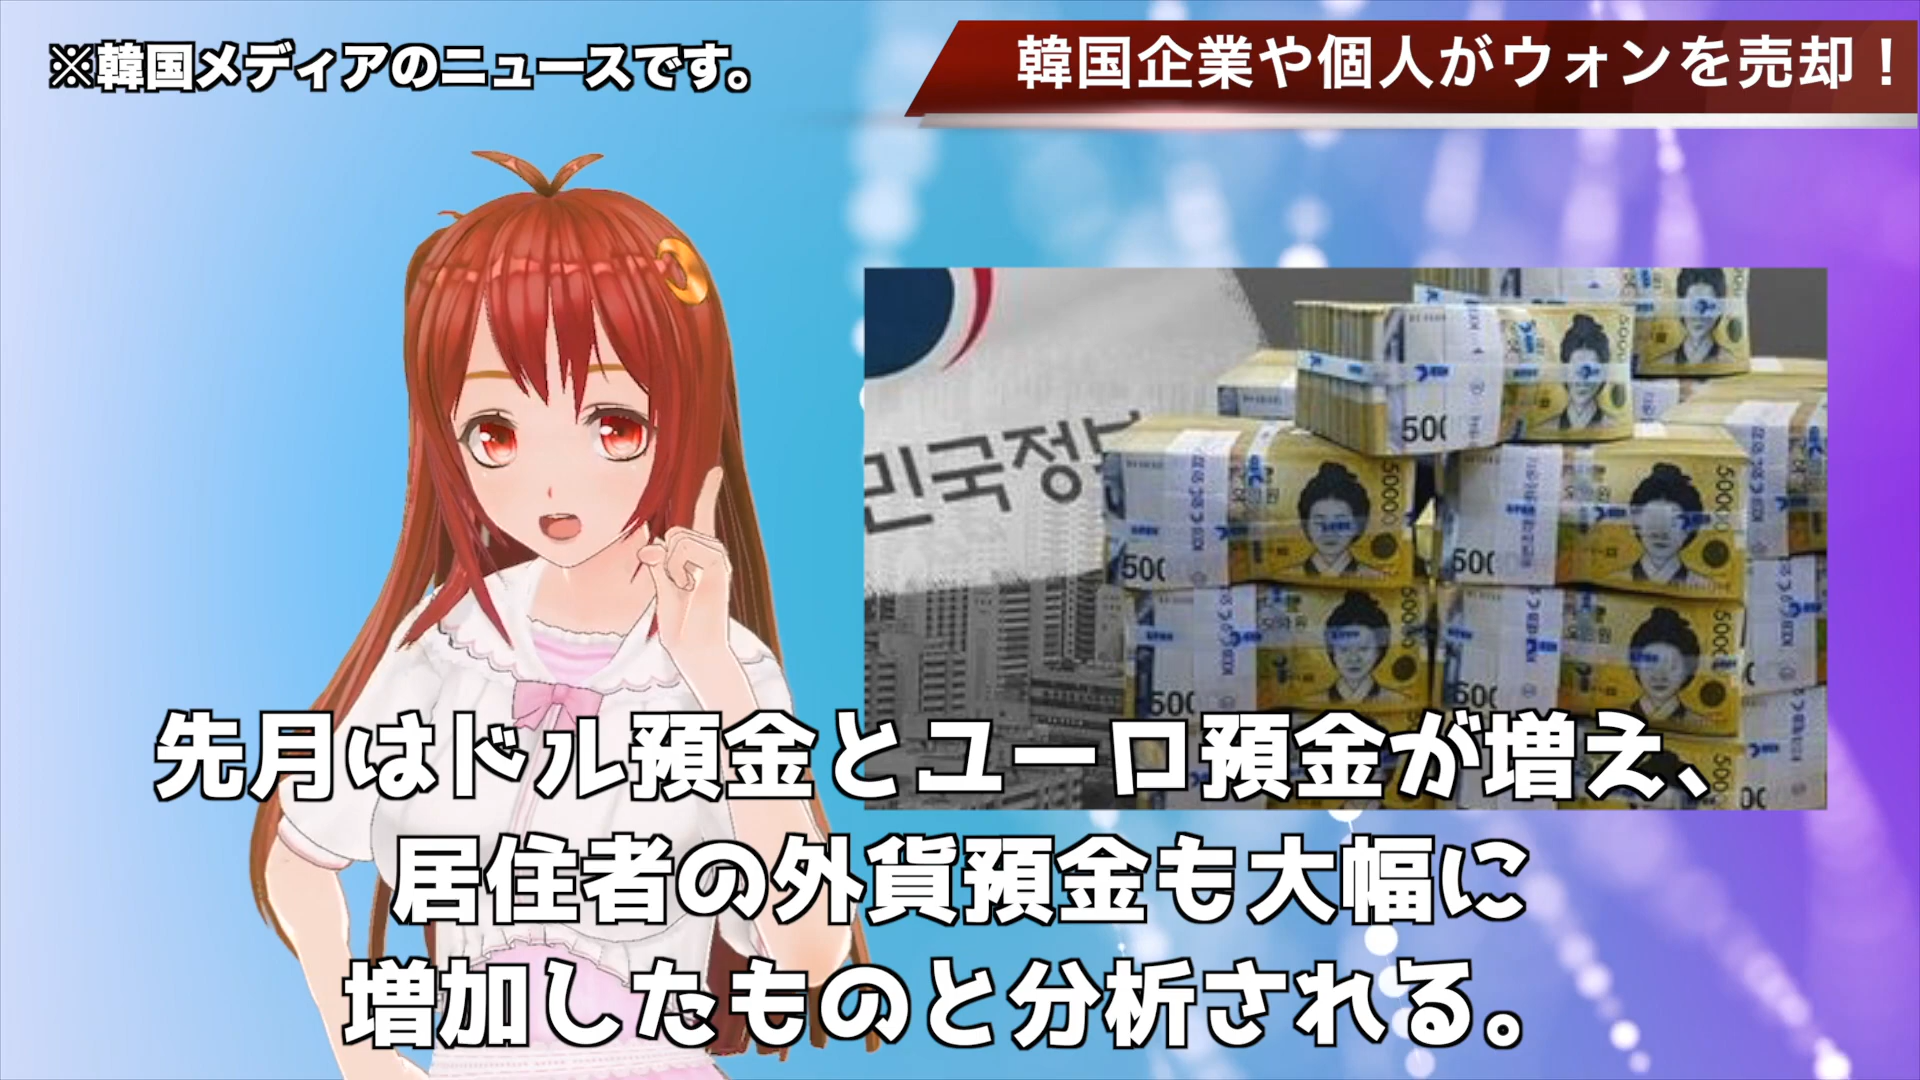 ※韓国メディアのニュースです。
韓国企業や個人がウォンを売却！
민국정부
先月はドル預金とユーロ預金が増え、
居住者の外貨預金も大幅に
増加したものと分析される。